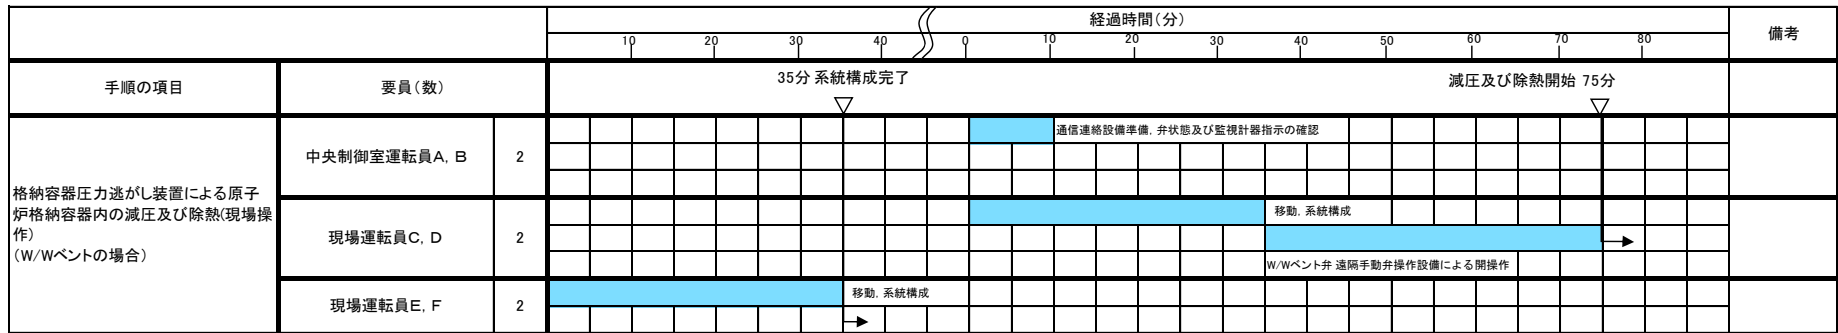 経過時間(分)
備考
10 20 30 40 0 10 20 30 40 50 60 70 80
手順の項目
要員(数)
35分 系統構成完了
減圧及び除熱開始 75分
格納容器圧力逃がし装置による原子
炉格納容器内の減圧及び除熱(現場操
作)
(W/Wベントの場合)
中央制御室運転員A, B
2
通信連絡設備準備, 弁状態及び監視計器指示の確認
現場運転員C, D
2
移動, 系統構成
W/Wベント弁 遠隔手動弁操作設備による開操作
現場運転員E, F
2
移動, 系統構成